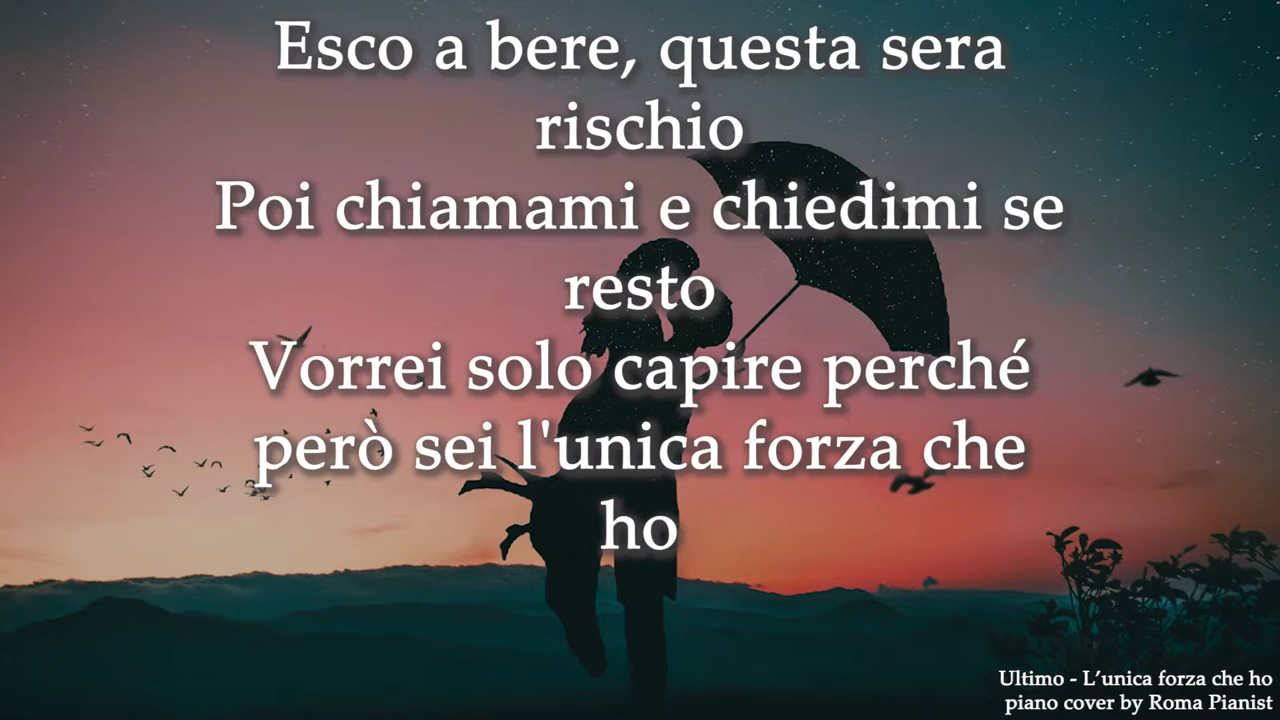 Esco a bere, questa sera
rischio
Poi chiamami e chiedimi se
resto
Vorrei solo capire perché
però sei l'unica forza che
ho
Ultimo - L’unica forza che ho
piano cover by Roma Pianist